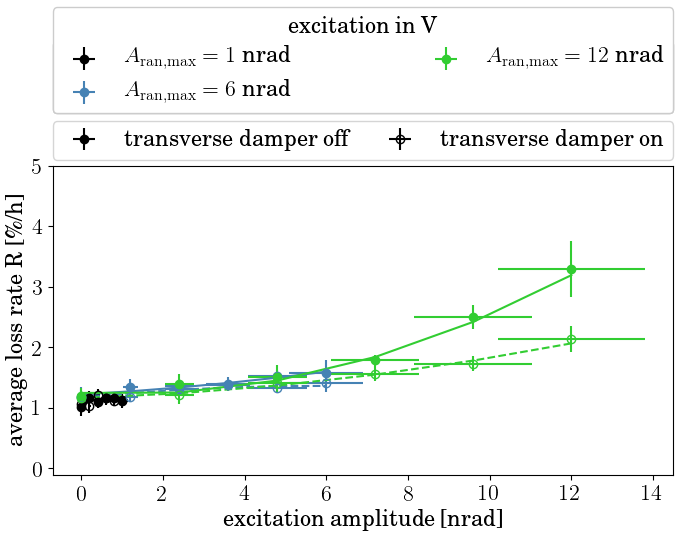 excitation in V
A_ran,max = 1 nrad
A_ran,max = 12 nrad
A_ran,max = 6 nrad
transverse damper off
transverse damper on
average loss rate R [%/h]
5
4
3
2
1
0
0 2 4 6 8 10 12 14
excitation amplitude [nrad]